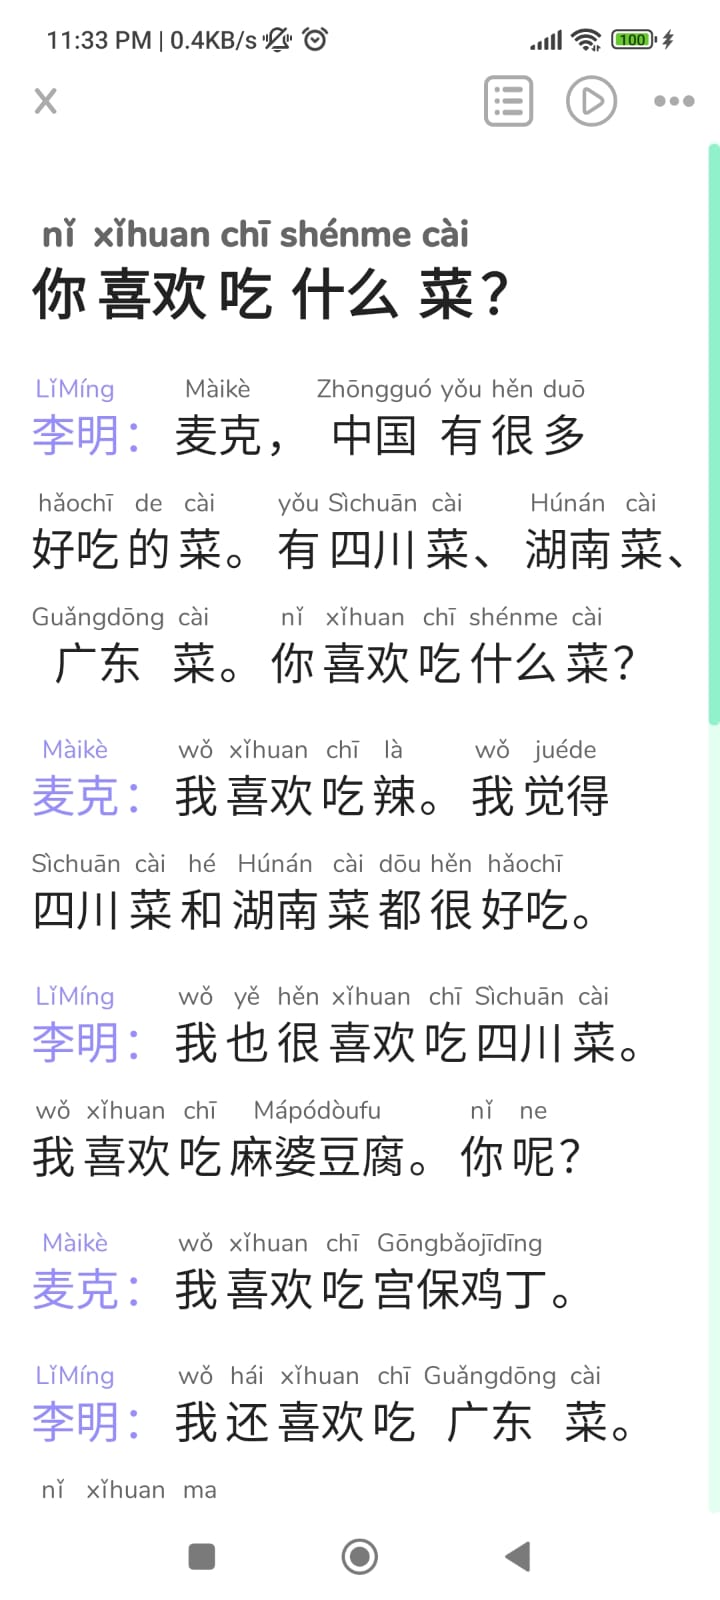 11:33 PM | 0.4KB/s
100
nǐ xǐhuan chī shénme cài
你喜欢吃什么菜？
LǐMíng Màikè Zhōngguó yǒu hěn duō
李明：麦克，中国有很多
hǎochī de cài yǒu Sìchuān cài Húnán cài
好吃的菜。有四川菜、湖南菜、
Guǎngdōng cài nǐ xǐhuan chī shénme cài
广东菜。你喜欢吃什么菜？
Màikè wǒ xǐhuan chī là wǒ juéde
麦克：我喜欢吃辣。我觉得
Sìchuān cài hé Húnán cài dōu hěn hǎochī
四川菜和湖南菜都很好吃。
LǐMíng wǒ yě hěn xǐhuan chī Sìchuān cài
李明：我也很喜欢吃四川菜。
wǒ xǐhuan chī Mápódòufu nǐ ne
我喜欢吃麻婆豆腐。你呢？
Màikè wǒ xǐhuan chī Gōngbǎojīdīng
麦克：我喜欢吃宫保鸡丁。
LǐMíng wǒ hái xǐhuan chī Guǎngdōng cài
李明：我还喜欢吃广东菜。
nǐ xǐhuan ma